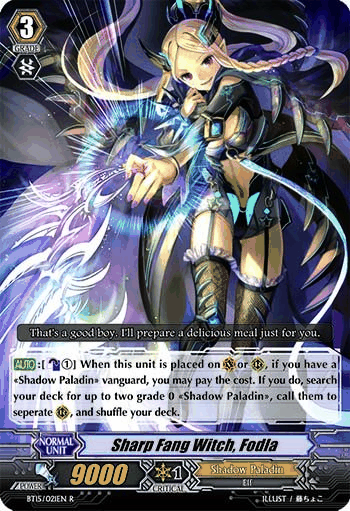 3
GRADE
That's a good boy. I'll prepare a delicious meal just for you.
AUTO:[ ①] When this unit is placed on V or R, if you have a
«Shadow Paladin» vanguard, you may pay the cost. If you do, search
your deck for up to two grade 0 «Shadow Paladin», call them to
seperate R, and shuffle your deck.
NORMAL
UNIT
Sharp Fang Witch, Fodla
POWER
9000
1
CRITICAL
Shadow Paladin
Elf
BT15/021EN R
ILLUST / 藤ちょこ